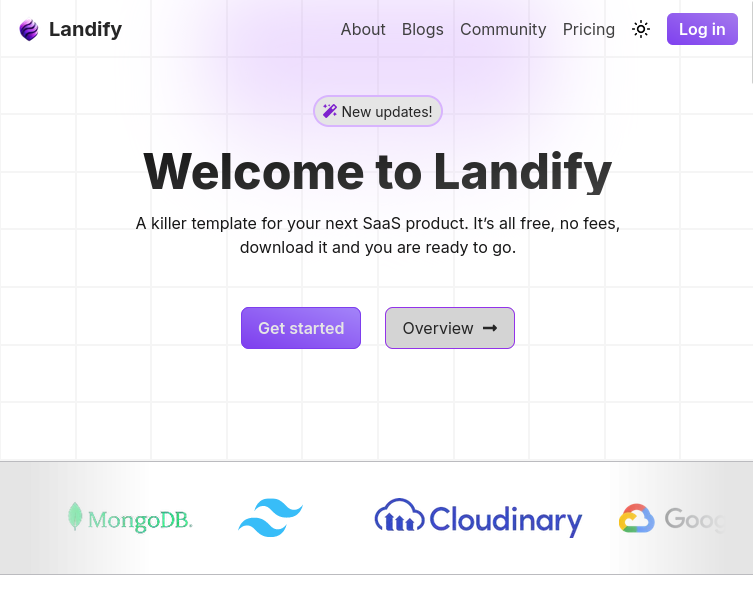 Landify
About Blogs Community Pricing Log in
New updates!
Welcome to Landify
A killer template for your next SaaS product. It's all free, no fees,
download it and you are ready to go.
Get started Overview
MongoDB. Cloudinary Goog